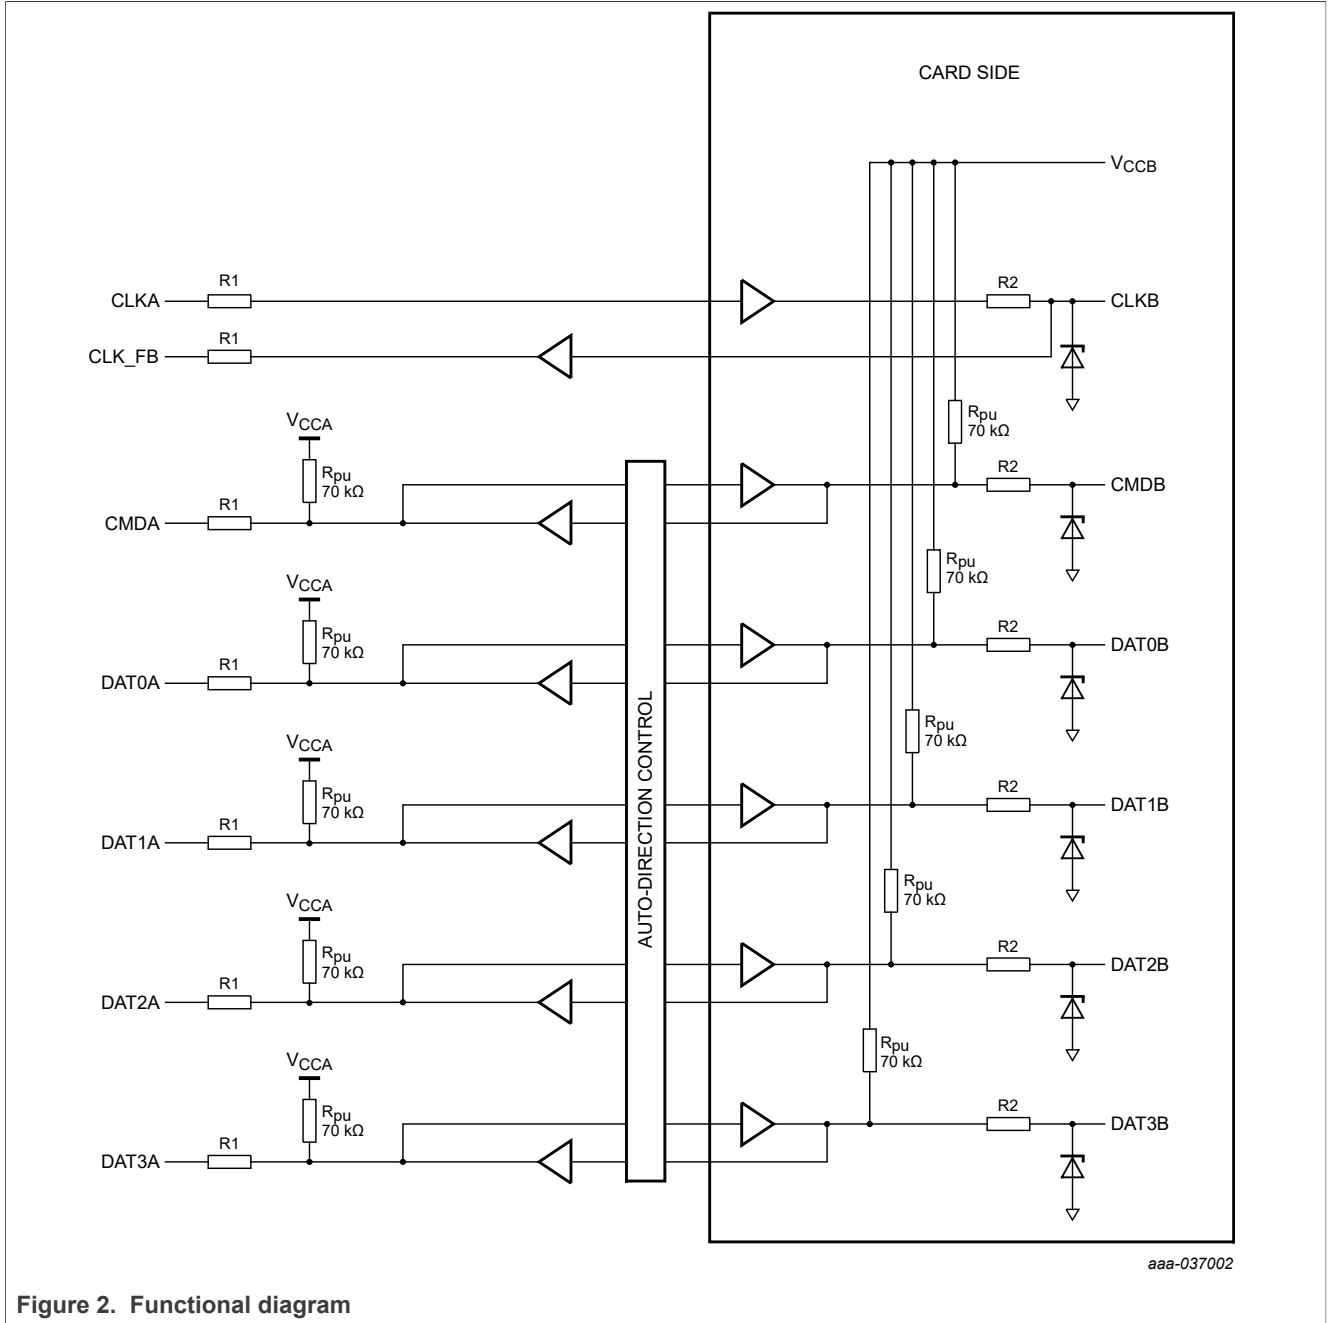 CARD SIDE
VCCB
R1
R2
CLKA
CLKB
R1
CLK_FB
VCCA
Rpu
70 kΩ
Rpu
70 kΩ
R1
R2
CMDA
CMDB
VCCA
Rpu
70 kΩ
Rpu
70 kΩ
R1
R2
DAT0A
DAT0B
AUTO-DIRECTION CONTROL
VCCA
Rpu
70 kΩ
Rpu
70 kΩ
R1
R2
DAT1A
DAT1B
VCCA
Rpu
70 kΩ
Rpu
70 kΩ
R1
R2
DAT2A
DAT2B
VCCA
Rpu
70 kΩ
Rpu
70 kΩ
R1
R2
DAT3A
DAT3B
aaa-037002
Figure 2. Functional diagram